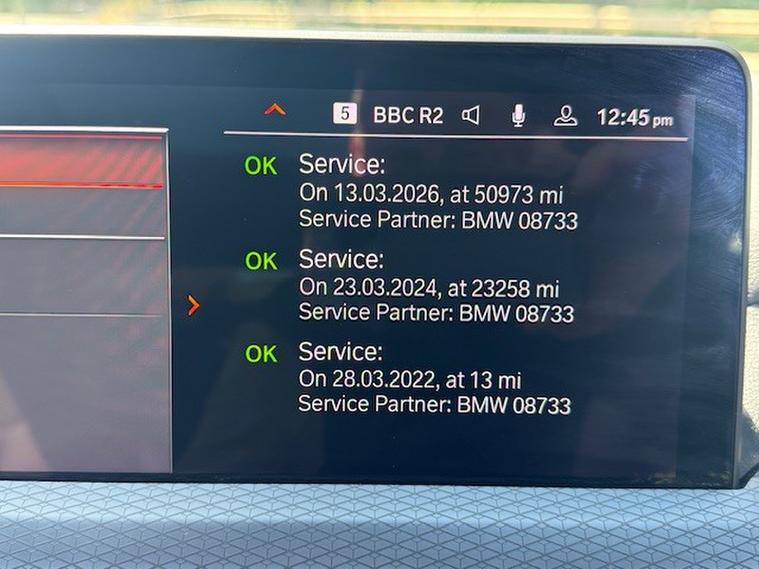 5 BBC R2 12:45 pm
OK Service:
On 13.03.2026, at 50973 mi
Service Partner: BMW 08733
OK Service:
On 23.03.2024, at 23258 mi
Service Partner: BMW 08733
OK Service:
On 28.03.2022, at 13 mi
Service Partner: BMW 08733